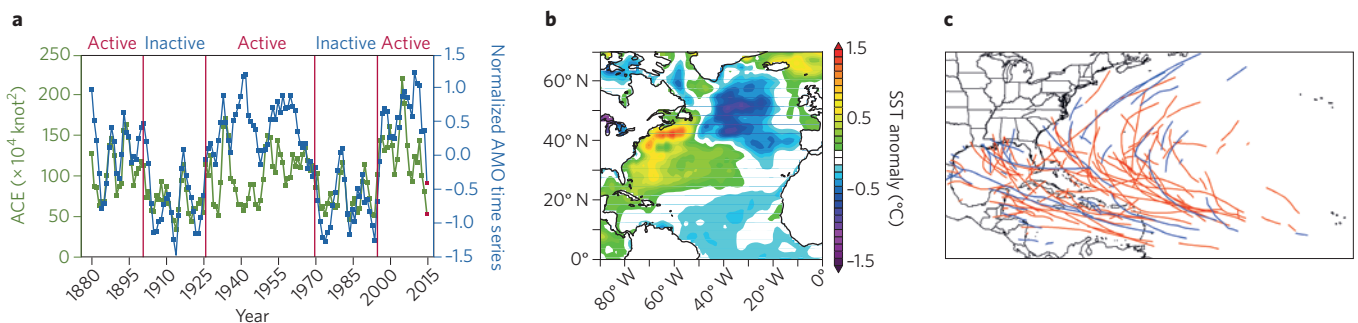 a
Active Inactive Active Inactive Active
250
200
150
100
50
0
ACE (× 10⁴ knot²)
1.5
1.0
0.5
0.0
−0.5
−1.0
−1.5
Normalized AMO time series
1880 1895 1910 1925 1940 1955 1970 1985 2000 2015
Year
b
60° N
40° N
20° N
0°
80° W 60° W 40° W 20° W 0°
1.5
0.5
−0.5
−1.5
SST anomaly (°C)
c